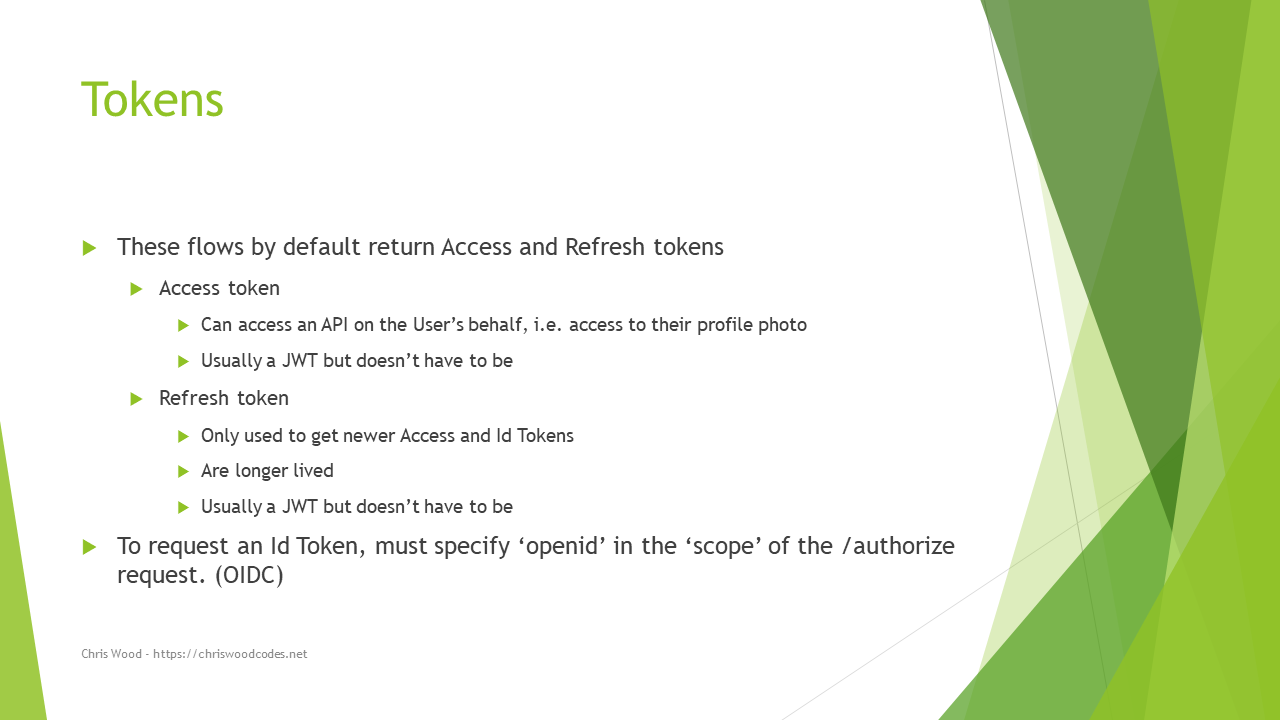 Tokens
These flows by default return Access and Refresh tokens
Access token
Can access an API on the User’s behalf, i.e. access to their profile photo
Usually a JWT but doesn’t have to be
Refresh token
Only used to get newer Access and Id Tokens
Are longer lived
Usually a JWT but doesn’t have to be
To request an Id Token, must specify ‘openid’ in the ‘scope’ of the /authorize
request. (OIDC)
Chris Wood - https://chriswoodcodes.net